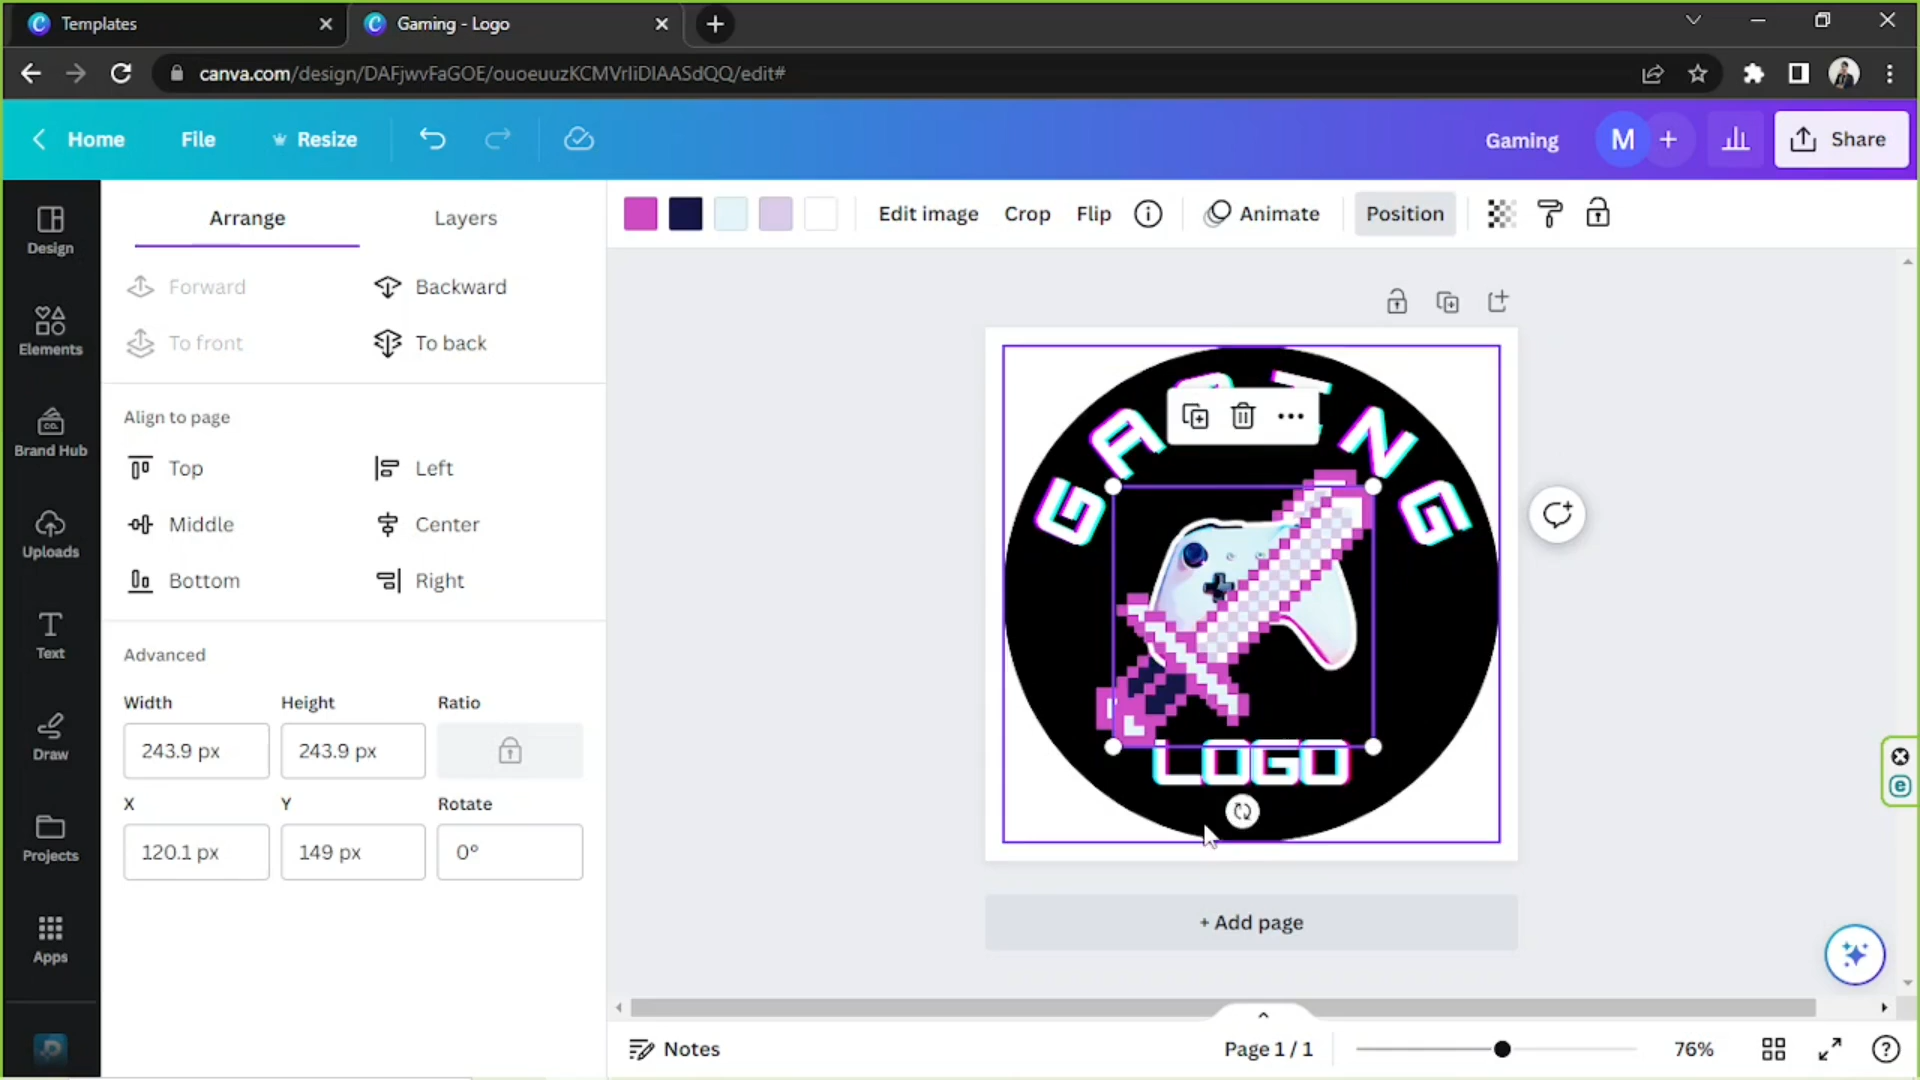 Templates
Gaming - Logo
canva.com/design/DAFjwvFaGOE/ouoeuuzKCMVrIiDIAASdQQ/edit#
Home
File
Resize
Gaming
M
Share
Design
Elements
Brand Hub
Uploads
Text
Draw
Projects
Apps
Arrange
Layers
Forward
Backward
To front
To back
Align to page
Top
Left
Middle
Center
Bottom
Right
Advanced
Width
Height
Ratio
243.9 px
243.9 px
X
Y
Rotate
120.1 px
149 px
0°
Edit image
Crop
Flip
Animate
Position
LOGO
+ Add page
Notes
Page 1 / 1
76%